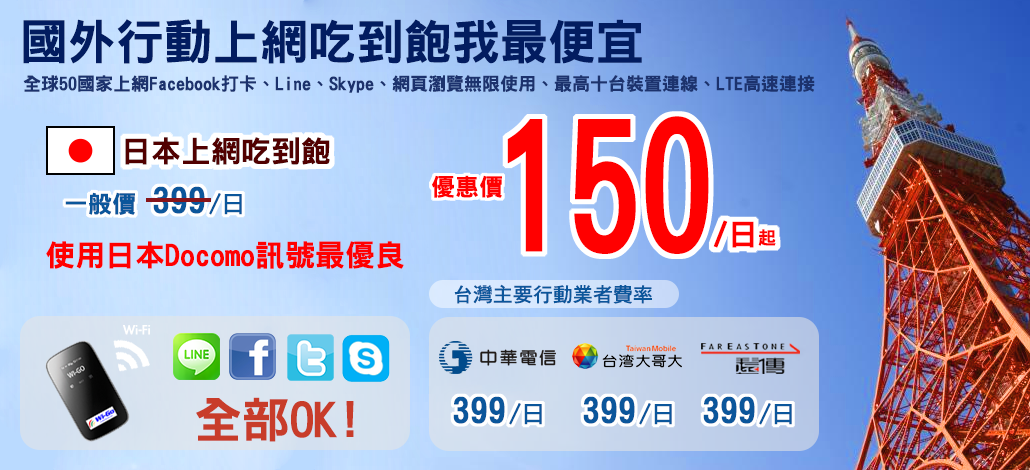 國外行動上網吃到飽我最便宜
全球50國家上網Facebook打卡、Line、Skype、網頁瀏覽無限使用、最高十台裝置連線、LTE高速連接
日本上網吃到飽
一般價 399/日
優惠價 150/日起
使用日本Docomo訊號最優良
台灣主要行動業者費率
Wi-Fi
WI-GO
Wi-Go
LINE
全部OK!
中華電信
Taiwan Mobile
台湾大哥大
FAREASTONE
遠傳
399/日 399/日 399/日